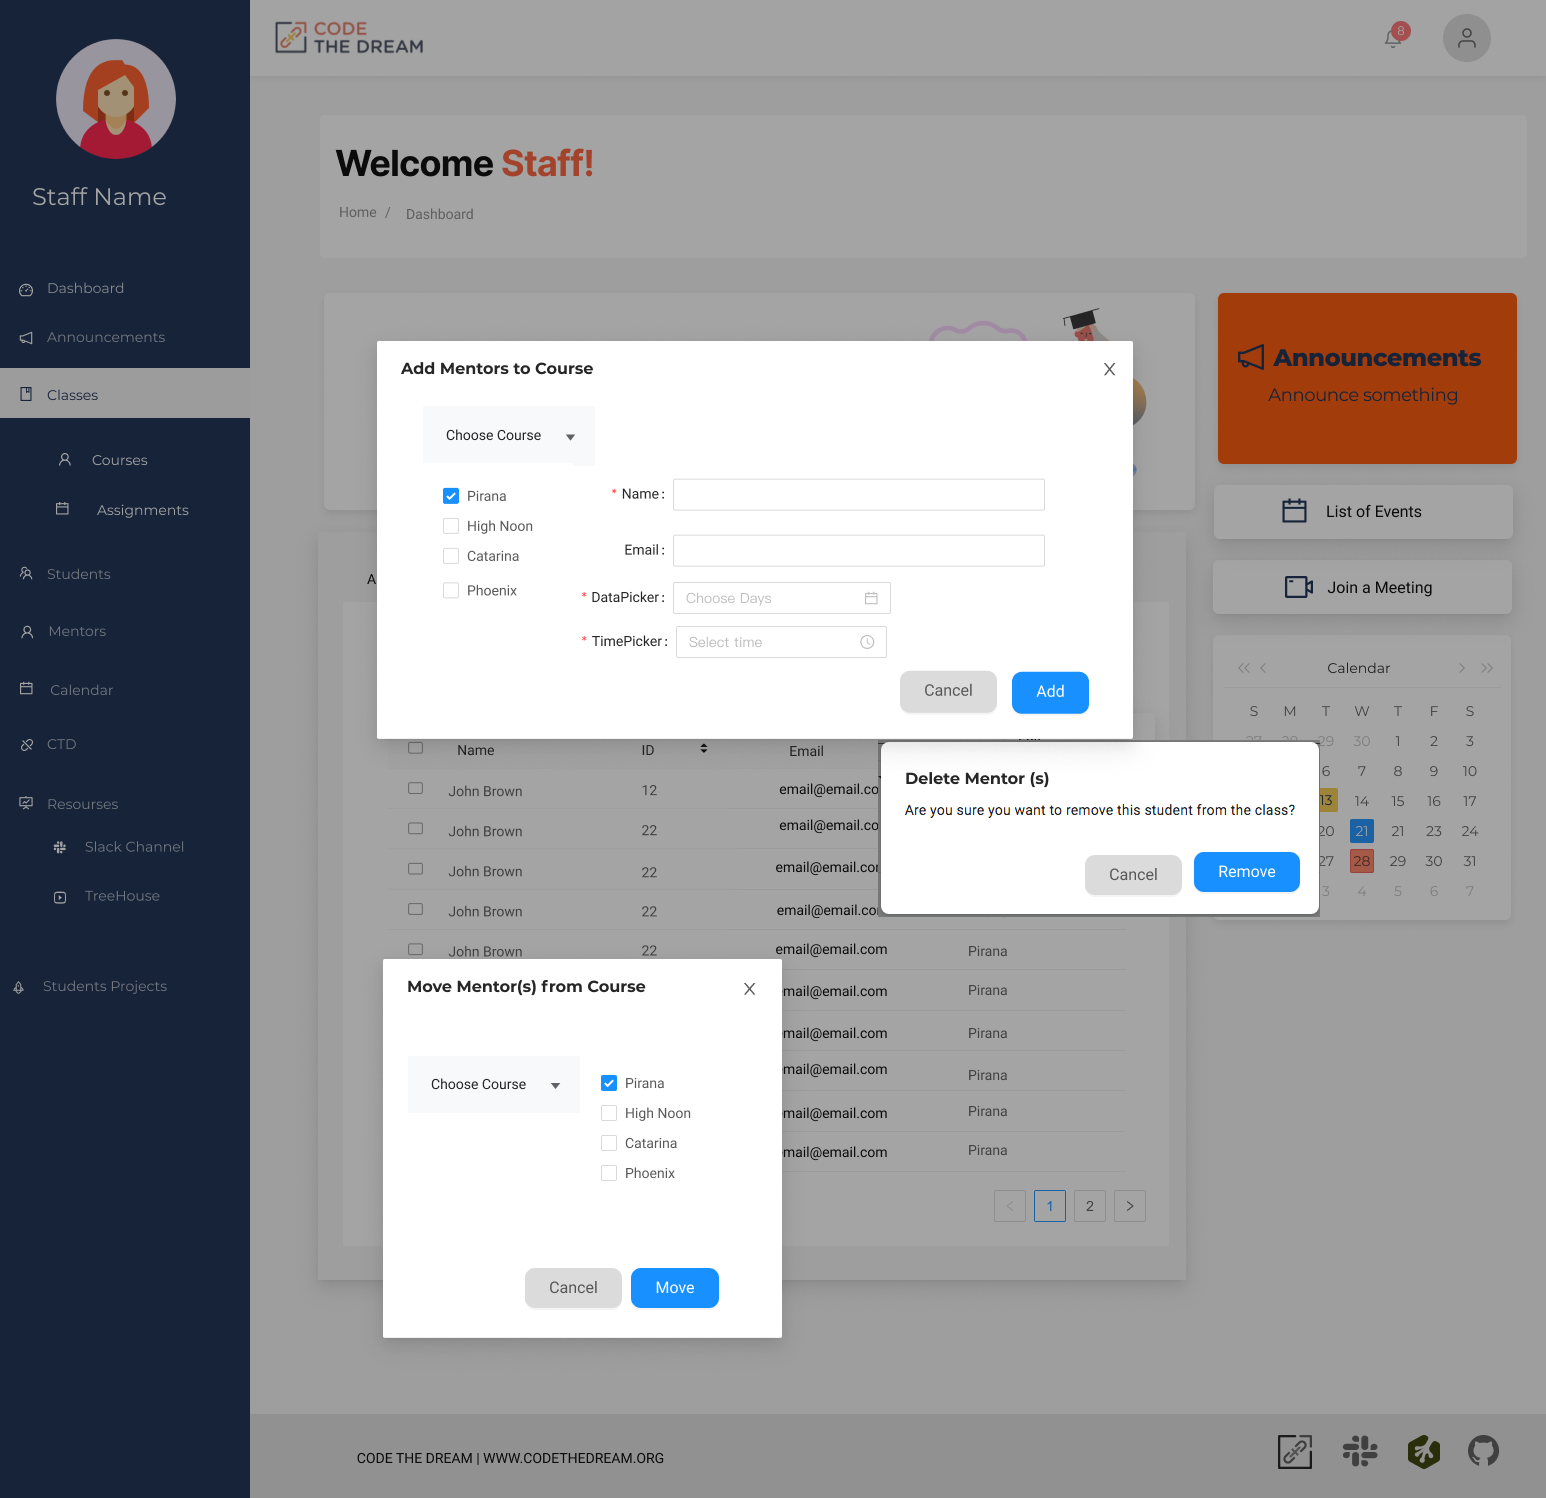 CODE
THE DREAM
8
Staff Name
Welcome Staff!
Home / Dashboard
Dashboard
Announcements
Classes
Courses
Assignments
Students
Mentors
Calendar
CTD
Resourses
Slack Channel
TreeHouse
Students Projects
Announcements
Announce something
List of Events
Join a Meeting
Calendar
S M T W T F S
27 28 29 30 1 2 3
6 7 8 9 10
13 14 15 16 17
20 21 21 23 24
27 28 29 30 31
3 4 5 6 7
Add Mentors to Course
X
Choose Course
Pirana
High Noon
Catarina
Phoenix
* Name:
Email:
* DataPicker: Choose Days
* TimePicker: Select time
Cancel Add
A
Name ID Email
John Brown 12 email@email.co
John Brown 22 email@email.co
John Brown 22 email@email.
John Brown 22 email@email.co
John Brown 22 email@email.com Pirana
mail@email.com Pirana
mail@email.com Pirana
mail@email.com Pirana
mail@email.com Pirana
mail@email.com Pirana
< 1 2 >
Delete Mentor (s)
Are you sure you want to remove this student from the class?
Cancel Remove
Move Mentor(s) from Course
X
Choose Course
Pirana
High Noon
Catarina
Phoenix
Cancel Move
CODE THE DREAM | WWW.CODETHEDREAM.ORG